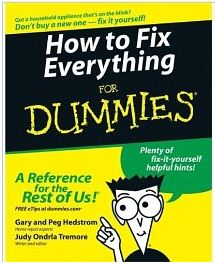 Got a household appliance that's on the blink?
Don't buy a new one — fix it yourself!
How to Fix
Everything
FOR
DUMMIES®
Plenty of
fix-it-yourself
helpful hints!
A Reference
for the
Rest of Us!®
FREE eTips at dummies.com®
Gary and Peg Hedstrom
Home repair experts
Judy Ondrla Tremore
Writer and editor